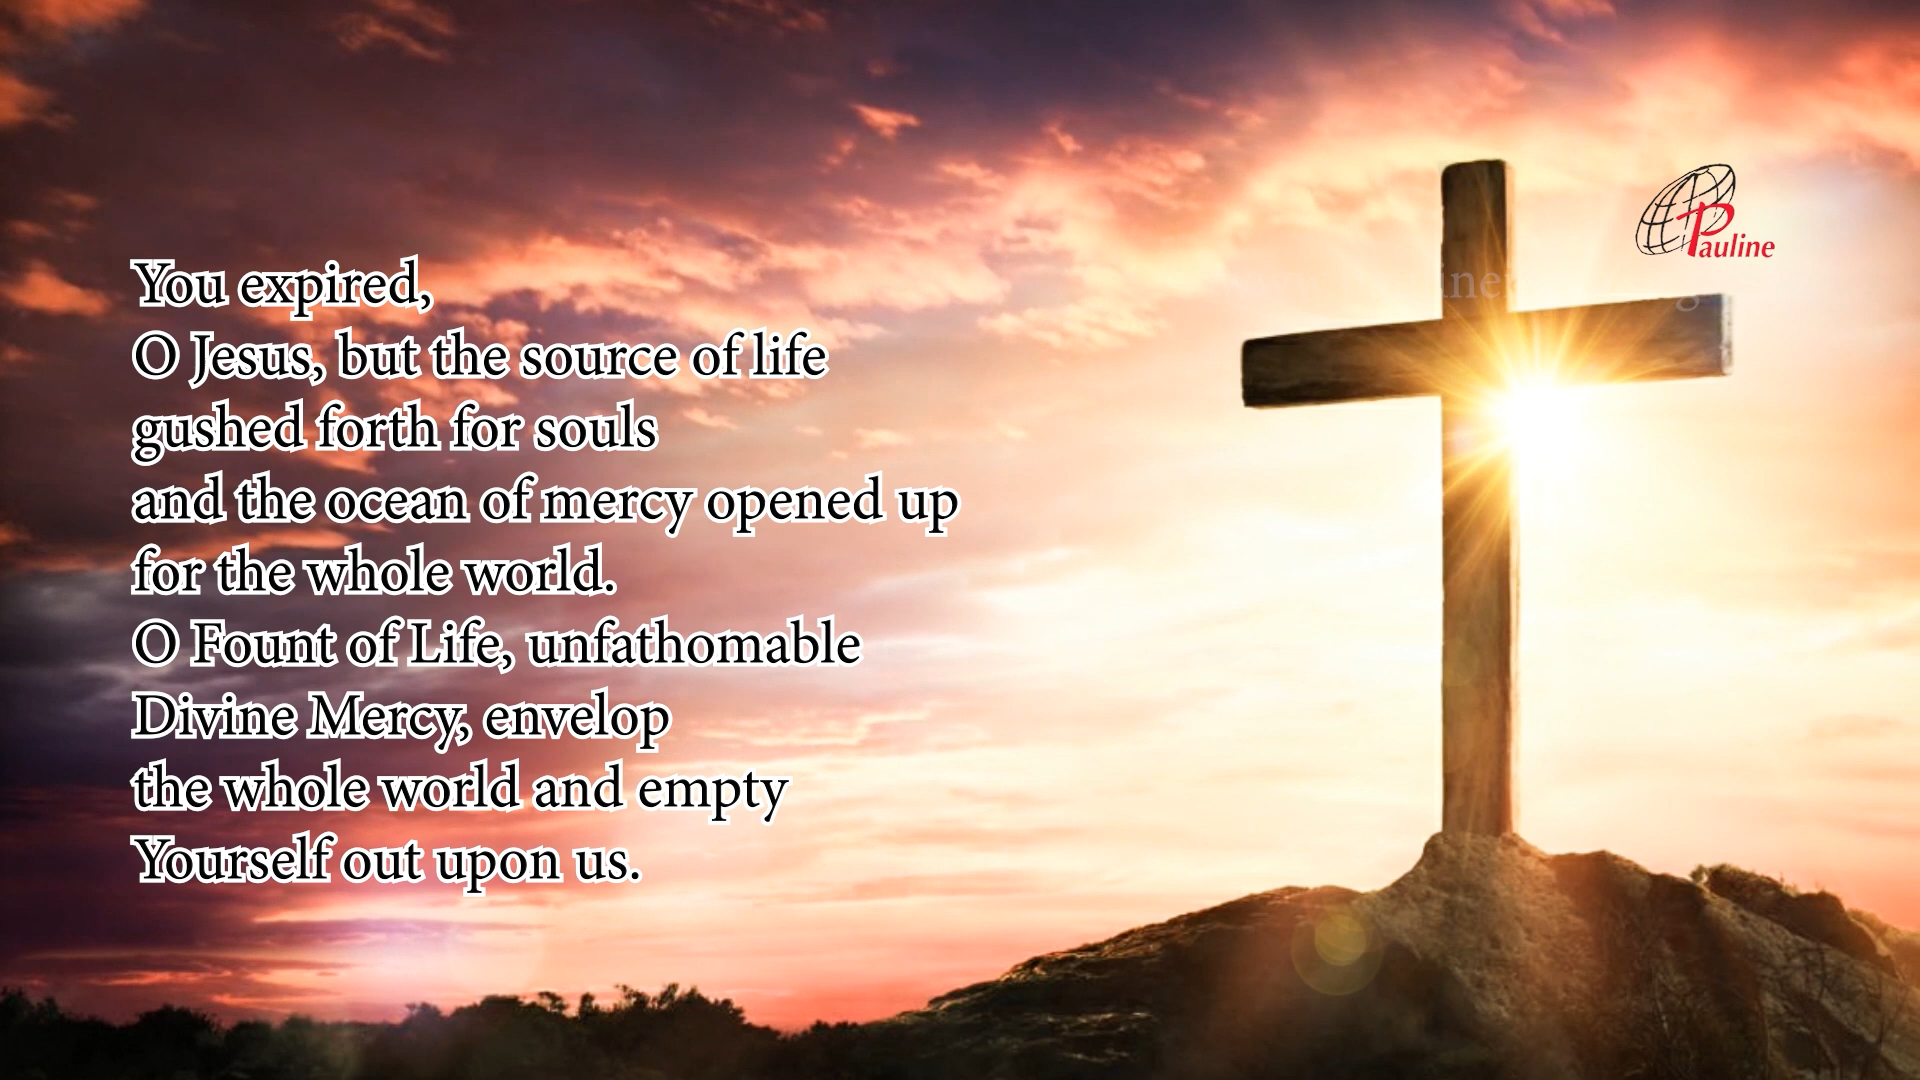 Pauline
You expired,
O Jesus, but the source of life
gushed forth for souls
and the ocean of mercy opened up
for the whole world.
O Fount of Life, unfathomable
Divine Mercy, envelop
the whole world and empty
Yourself out upon us.